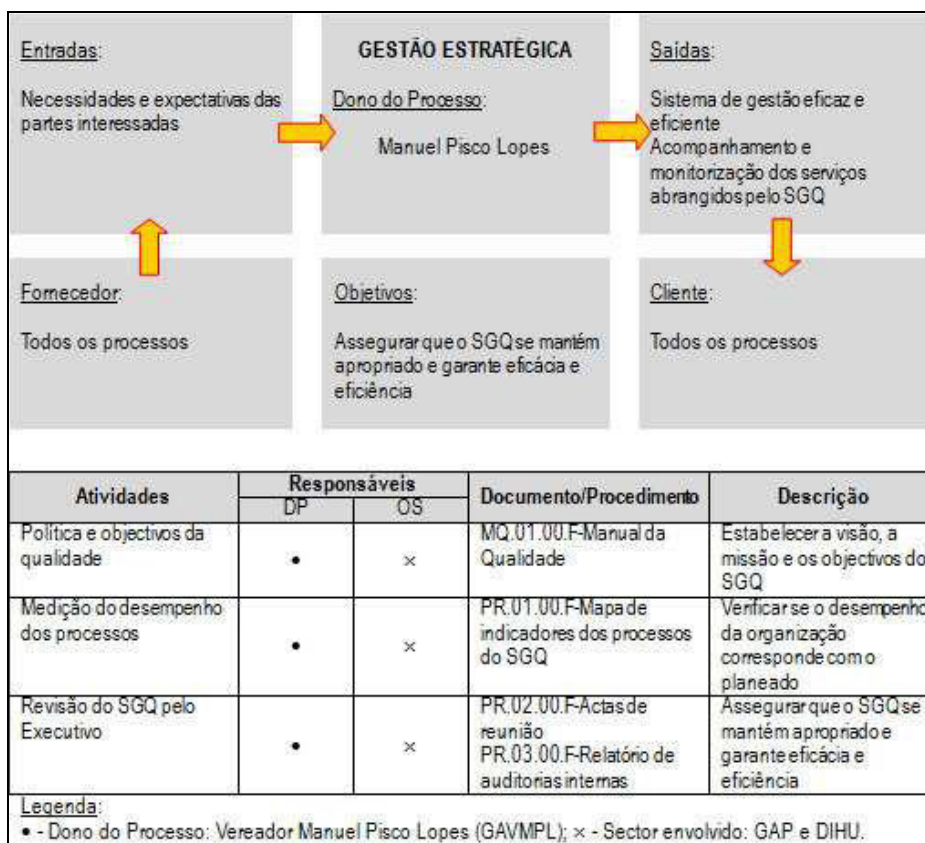 Entradas:
Necessidades e expectativas das
partes interessadas
GESTÃO ESTRATÉGICA
Dono do Processo:
Manuel Pisco Lopes
Saídas:
Sistema de gestão eficaz e
eficiente
Acompanhamento e
monitorização dos serviços
abrangidos pelo SGQ
Fornecedor:
Todos os processos
Objetivos:
Assegurar que o SGQ se mantém
apropriado e garante eficácia e
eficiência
Cliente:
Todos os processos
Atividades
Responsáveis
DP
OS
Documento/Procedimento
Descrição
Política e objectivos da
qualidade
•
×
MQ.01.00.F-Manual da
Qualidade
Estabelecer a visão, a
missão e os objectivos do
SGQ
Medição do desempenho
dos processos
•
×
PR.01.00.F-Mapa de
indicadores dos processos
do SGQ
Verificar se o desempenho
da organização
corresponde com o
planeado
Revisão do SGQ pelo
Executivo
•
×
PR.02.00.F-Actas de
reunião
PR.03.00.F-Relatório de
auditorias internas
Assegurar que o SGQ se
mantém apropriado e
garante eficácia e
eficiência
Legenda:
• - Dono do Processo: Vereador Manuel Pisco Lopes (GAVMPL); × - Sector envolvido: GAP e DIHU.